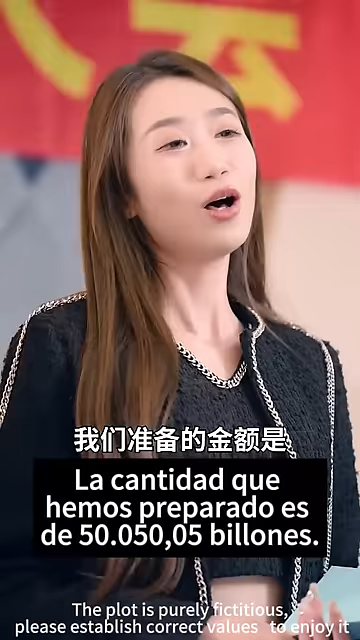 我们准备的金额是
La cantidad que
hemos preparado es
de 50.050,05 billones.
The plot is purely fictitious,
please establish correct values to enjoy it